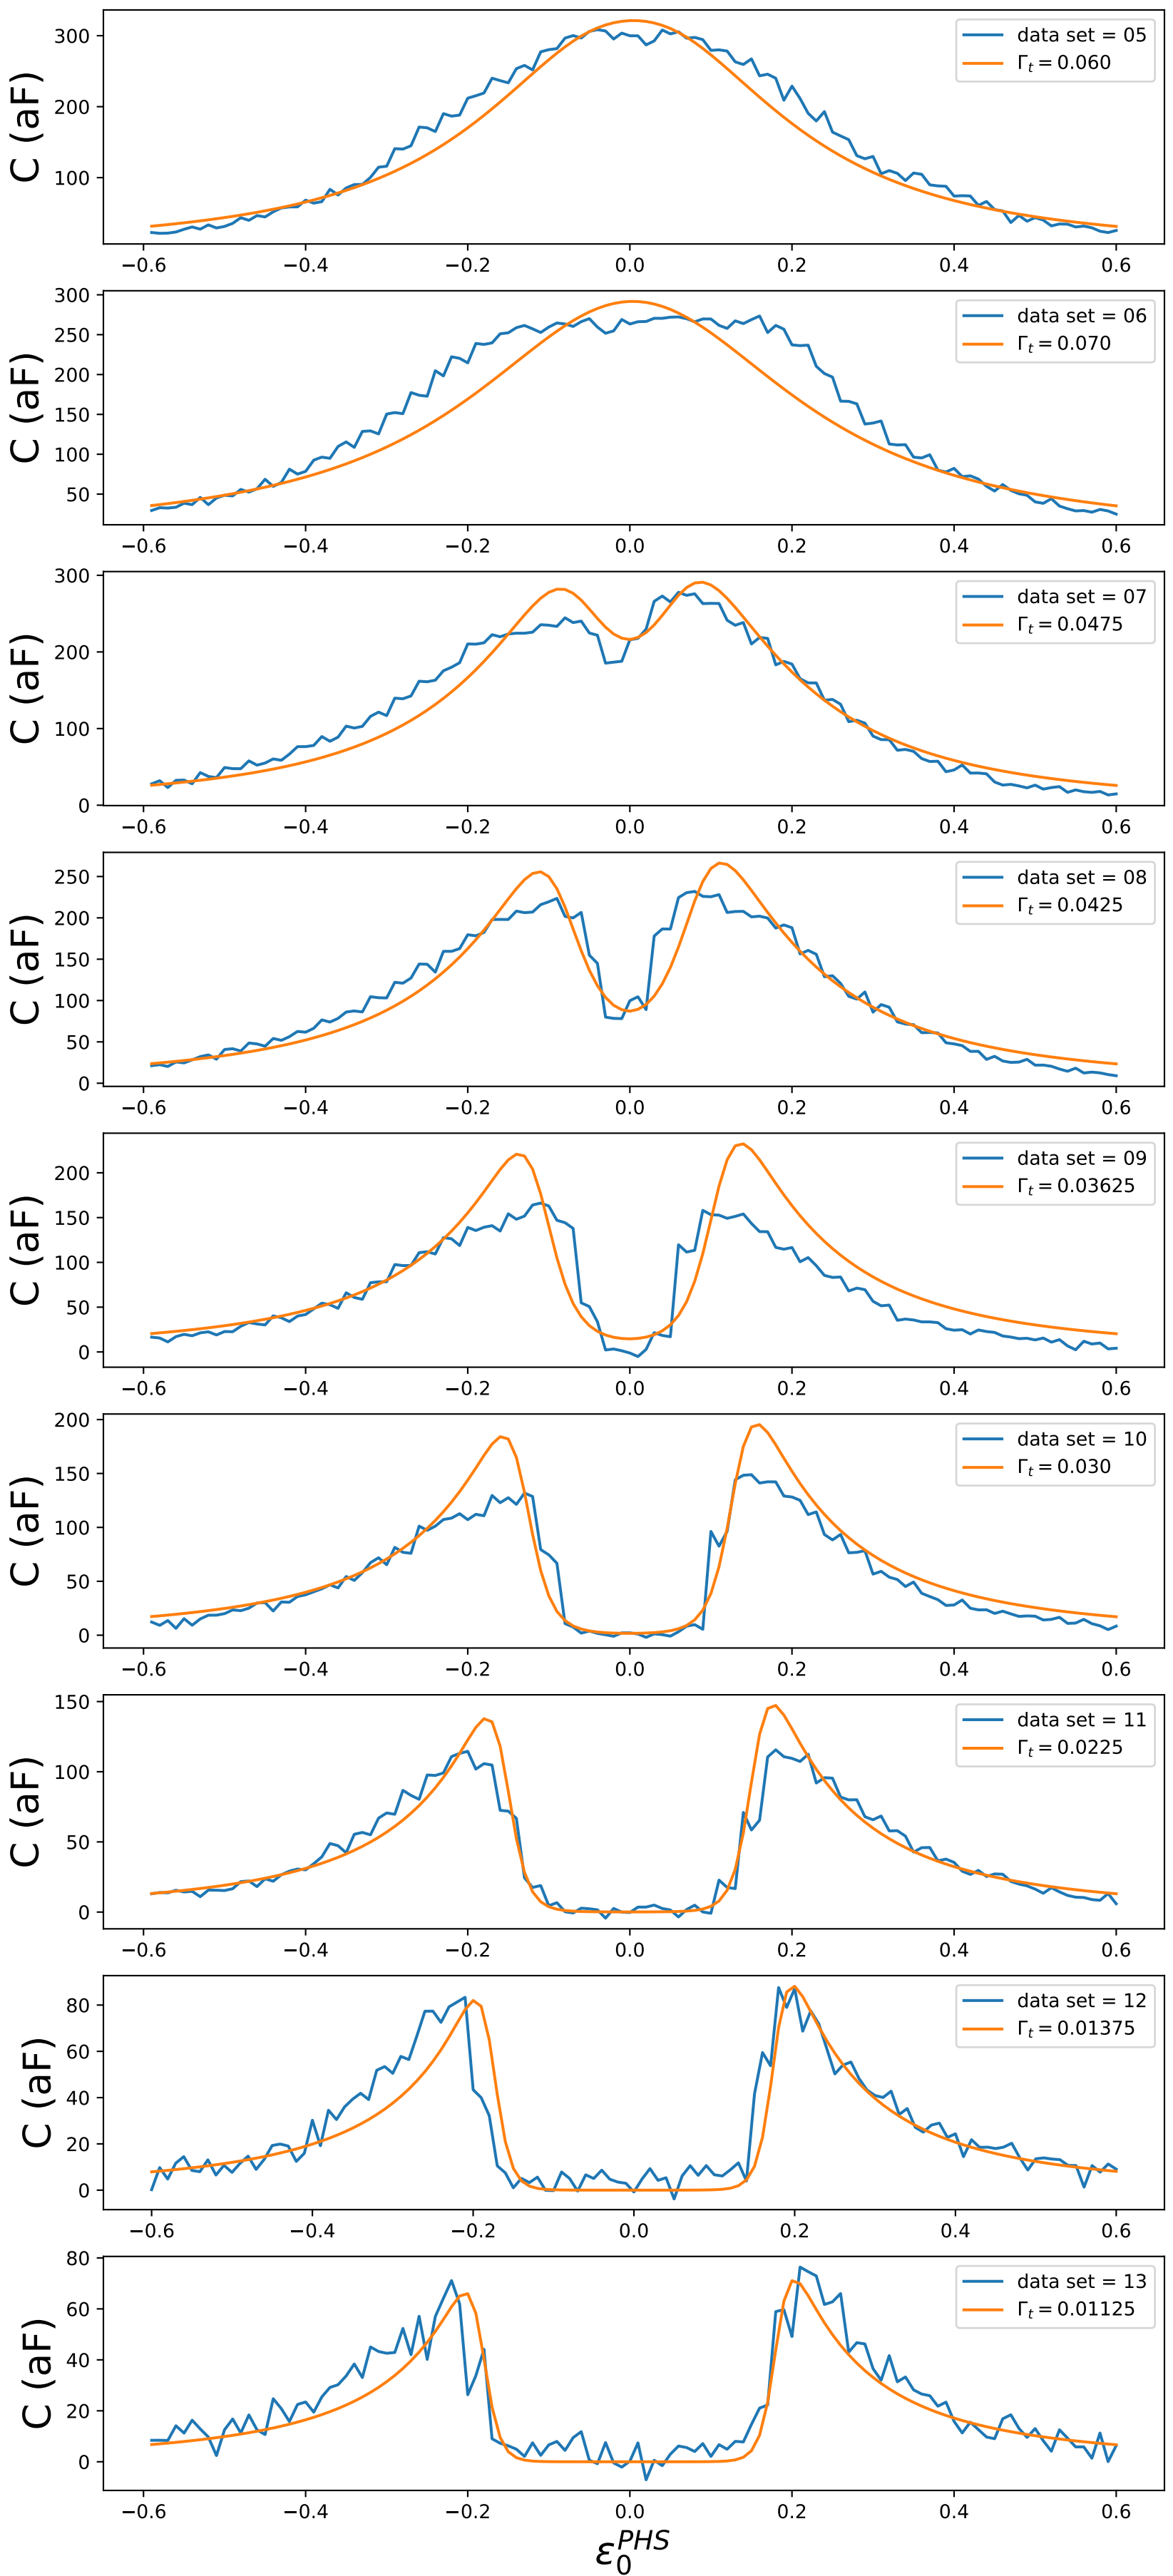 C (aF)
300
200
100
data set = 05
Γt = 0.060
−0.6 −0.4 −0.2 0.0 0.2 0.4 0.6
C (aF)
300
250
200
150
100
50
data set = 06
Γt = 0.070
−0.6 −0.4 −0.2 0.0 0.2 0.4 0.6
C (aF)
300
200
100
0
data set = 07
Γt = 0.0475
−0.6 −0.4 −0.2 0.0 0.2 0.4 0.6
C (aF)
250
200
150
100
50
0
data set = 08
Γt = 0.0425
−0.6 −0.4 −0.2 0.0 0.2 0.4 0.6
C (aF)
200
150
100
50
0
data set = 09
Γt = 0.03625
−0.6 −0.4 −0.2 0.0 0.2 0.4 0.6
C (aF)
200
150
100
50
0
data set = 10
Γt = 0.030
−0.6 −0.4 −0.2 0.0 0.2 0.4 0.6
C (aF)
150
100
50
0
data set = 11
Γt = 0.0225
−0.6 −0.4 −0.2 0.0 0.2 0.4 0.6
C (aF)
80
60
40
20
0
data set = 12
Γt = 0.01375
−0.6 −0.4 −0.2 0.0 0.2 0.4 0.6
C (aF)
80
60
40
20
0
data set = 13
Γt = 0.01125
−0.6 −0.4 −0.2 0.0 0.2 0.4 0.6
ε0PHS